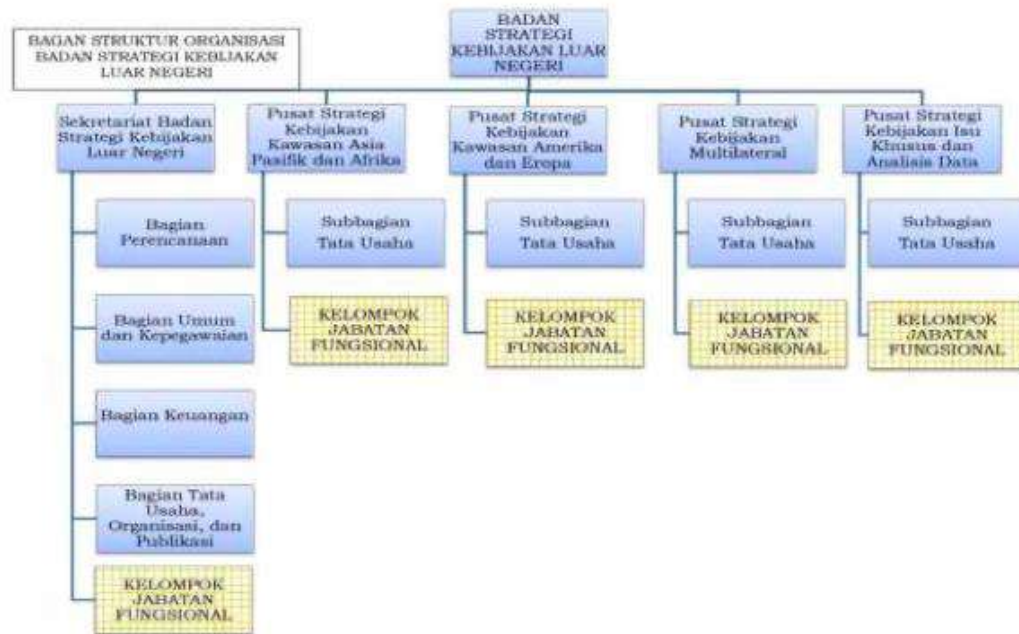 BAGAN STRUKTUR ORGANISASI
BADAN STRATEGI KEBIJAKAN
LUAR NEGERI
BADAN
STRATEGI
KEBIJAKAN LUAR
NEGERI
Sekretariat Badan
Strategi Kebijakan
Luar Negeri
Bagian
Perencanaan
Bagian Umum
dan Kepegawaian
Bagian Keuangan
Bagian Tata
Usaha,
Organisasi, dan
Publikasi
KELOMPOK
JABATAN
FUNGSIONAL
Pusat Strategi
Kebijakan
Kawasan Asia
Pasifik dan Afrika
Subbagian
Tata Usaha
KELOMPOK
JABATAN
FUNGSIONAL
Pusat Strategi
Kebijakan
Kawasan Amerika
dan Eropa
Subbagian
Tata Usaha
KELOMPOK
JABATAN
FUNGSIONAL
Pusat Strategi
Kebijakan
Multilateral
Subbagian
Tata Usaha
KELOMPOK
JABATAN
FUNGSIONAL
Pusat Strategi
Kebijakan Isu
Khusus dan
Analisis Data
Subbagian
Tata Usaha
KELOMPOK
JABATAN
FUNGSIONAL